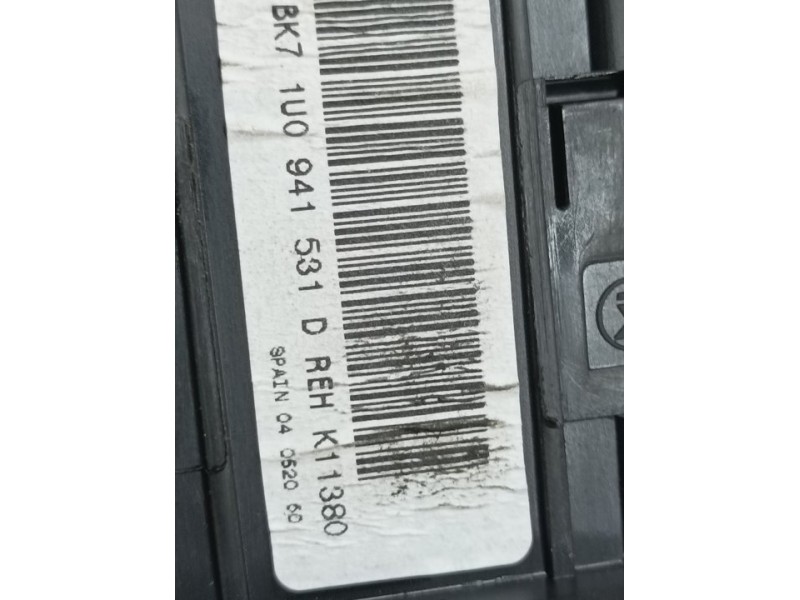 BK7 1U0 941 531 D REH K11380
SPAIN 04 0520 60